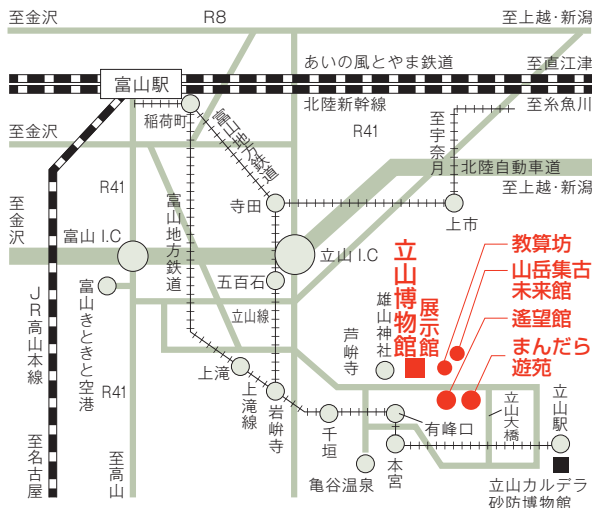 至金沢
R8
至上越・新潟
あいの風とやま鉄道
至直江津
富山駅
北陸新幹線
至糸魚川
稲荷町
富山地方鉄道
R41
至宇奈月
至金沢
北陸自動車道
至上越・新潟
R41
富山地方鉄道
寺田
上市
至金沢
富山 I.C
立山 I.C
教算坊
山岳集古
未来館
遙望館
まんだら
遊苑
立山博物館
展示館
五百石
立山線
雄山神社
芦峅寺
JR高山本線
富山きときと空港
R41
上滝
上滝線
岩峅寺
千垣
有峰口
本宮
亀谷温泉
立山大橋
立山駅
至名古屋
至高山
立山カルデラ
砂防博物館